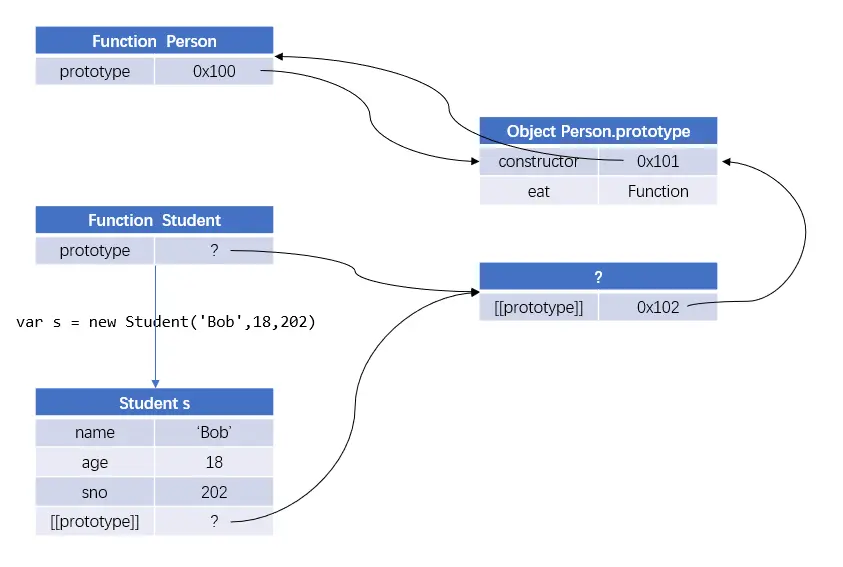 Function Person
prototype 0x100
Object Person.prototype
constructor 0x101
eat Function
Function Student
prototype ?
?
[[prototype]] 0x102
var s = new Student('Bob',18,202)
Student s
name ‘Bob’
age 18
sno 202
[[prototype]] ?